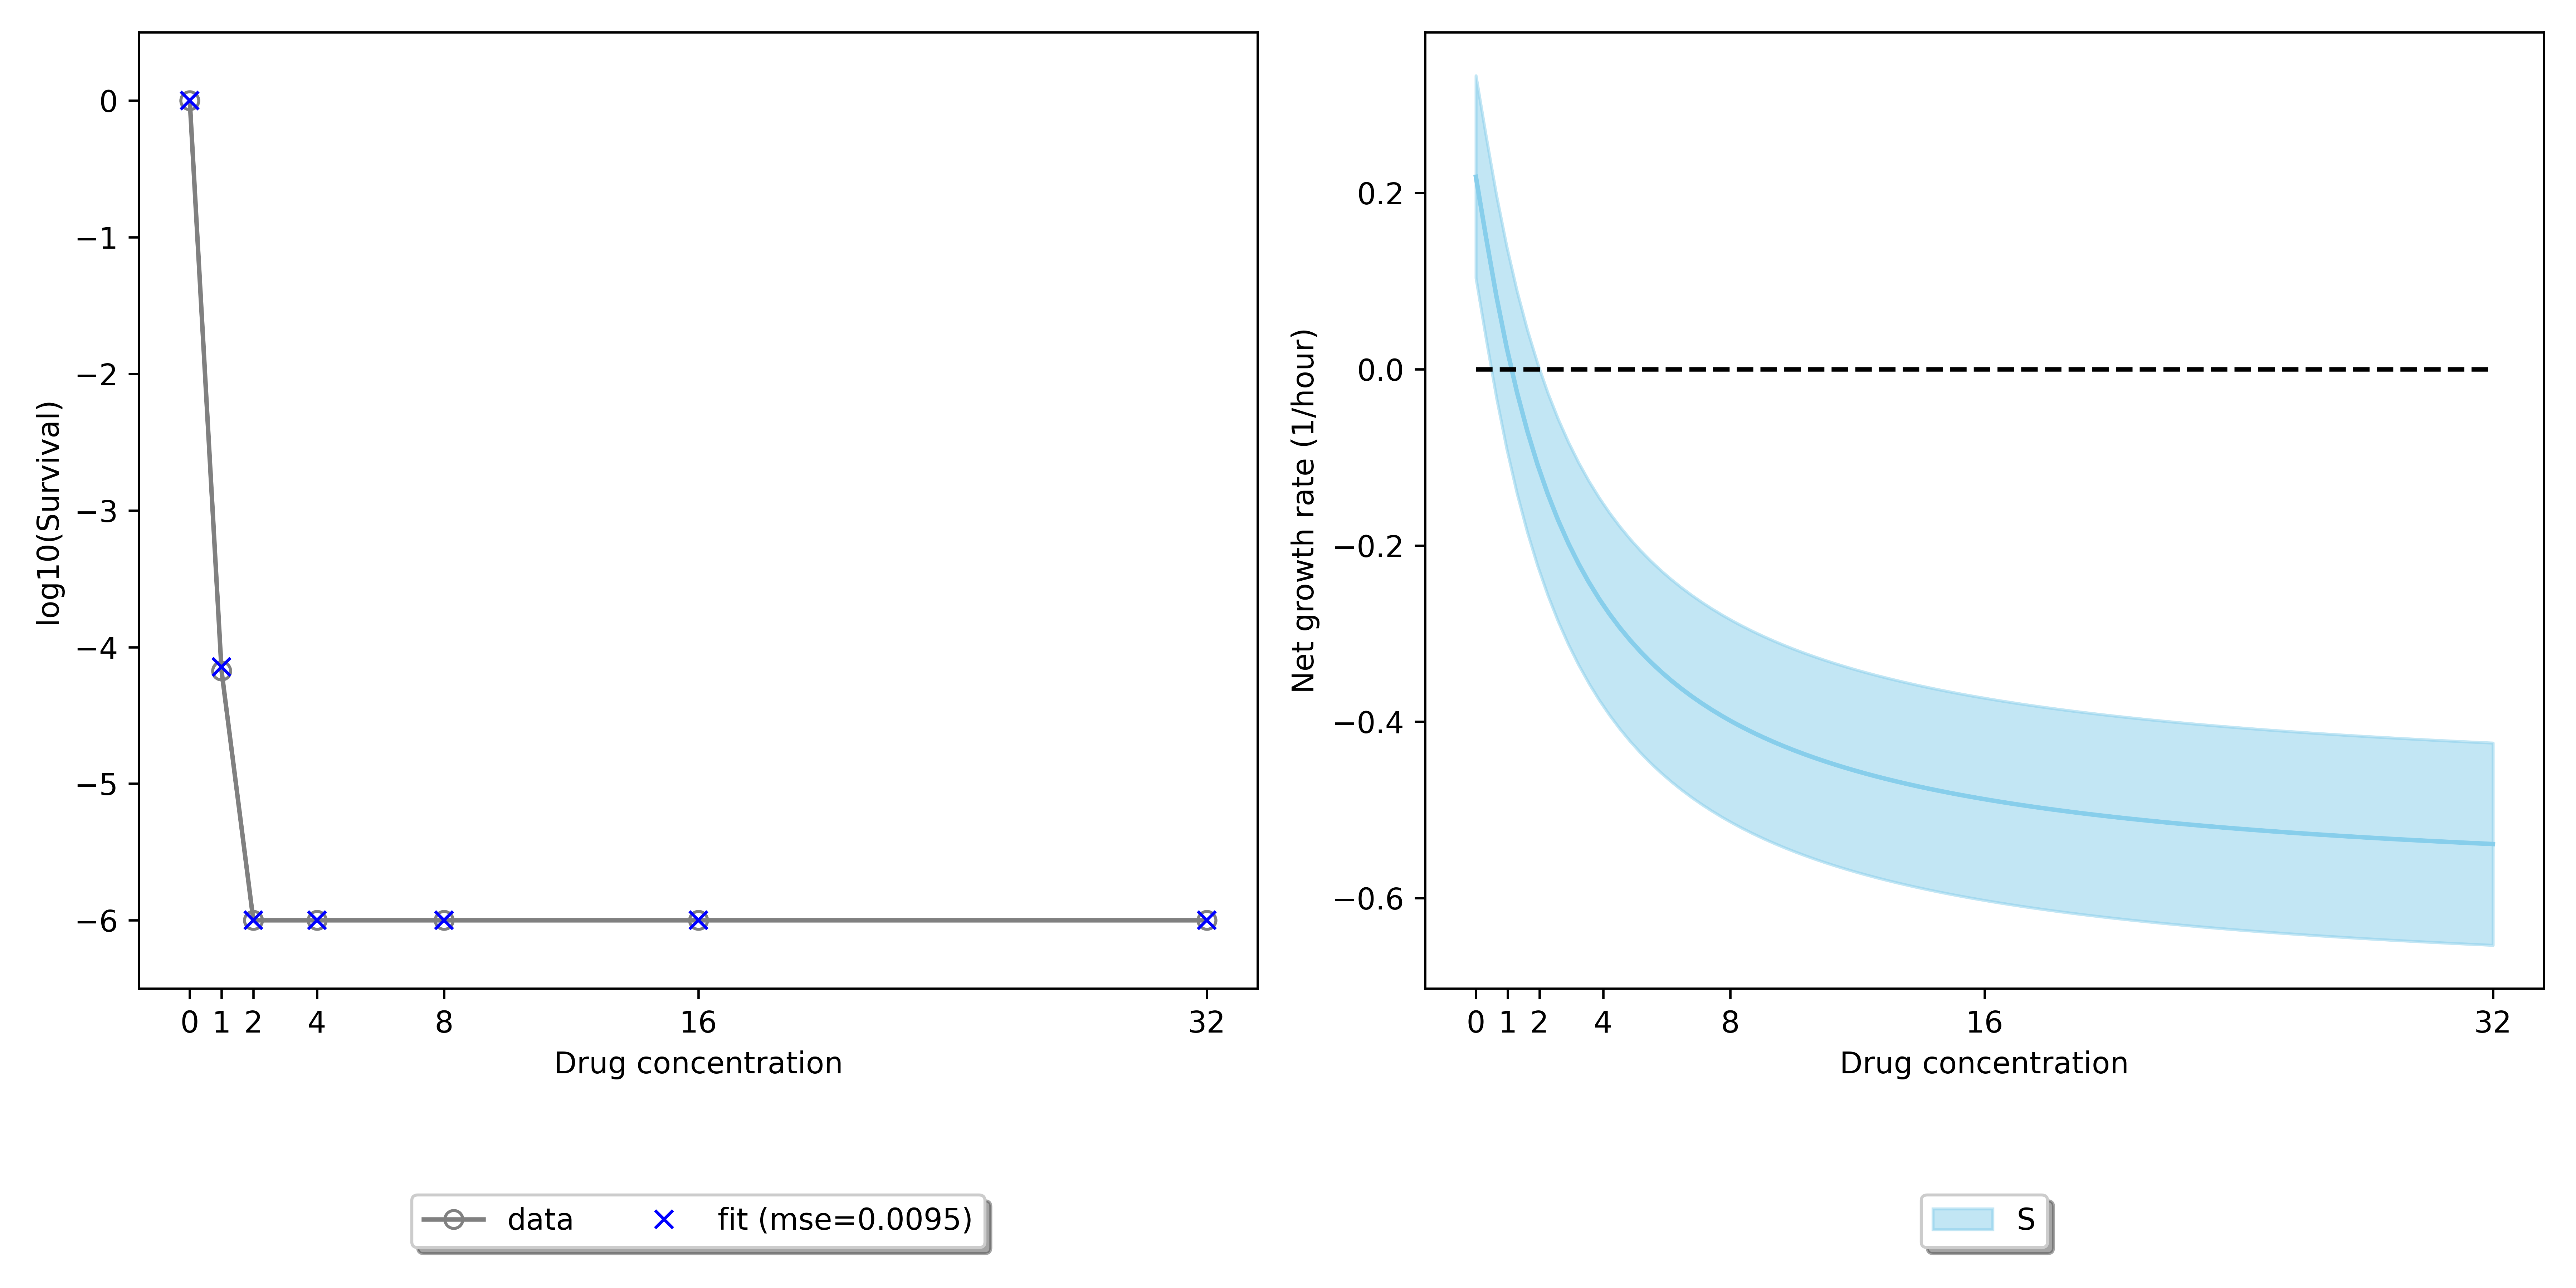 0
−1
−2
−3
−4
−5
−6
log10(Survival)
0 1 2 4 8 16 32
Drug concentration
data fit (mse=0.0095)
0.2
0.0
−0.2
−0.4
−0.6
Net growth rate (1/hour)
0 1 2 4 8 16 32
Drug concentration
S